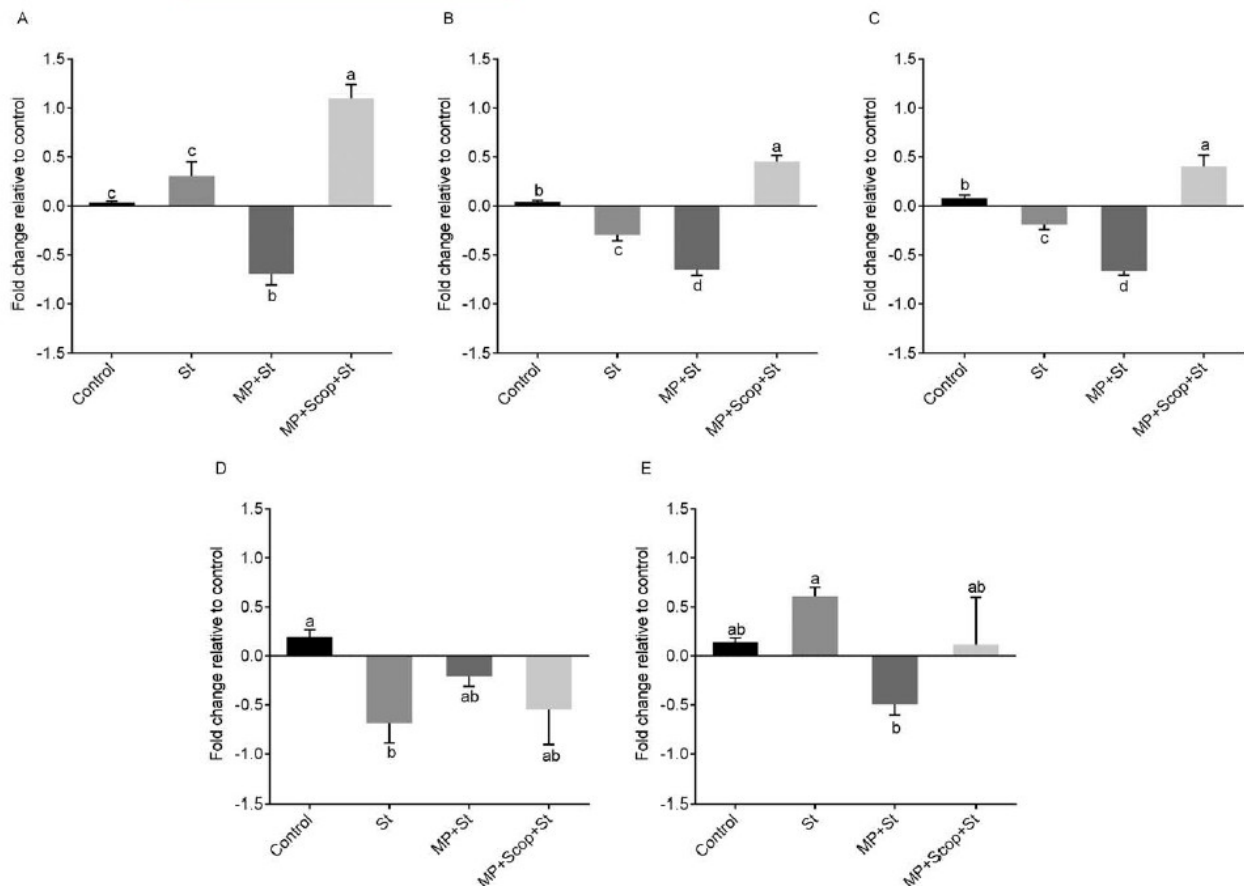 A
Fold change relative to control
1.5
a
1.0
c
0.5
c
0.0
-0.5
b
-1.0
-1.5
Control
St
MP+St
MP+Scop+St
B
Fold change relative to control
1.5
1.0
a
0.5
b
0.0
c
-0.5
d
-1.0
-1.5
Control
St
MP+St
MP+Scop+St
C
Fold change relative to control
1.5
1.0
a
0.5
b
0.0
c
-0.5
d
-1.0
-1.5
Control
St
MP+St
MP+Scop+St
D
Fold change relative to control
1.5
1.0
0.5
a
0.0
ab
-0.5
b
ab
-1.0
-1.5
Control
St
MP+St
MP+Scop+St
E
Fold change relative to control
1.5
1.0
a
ab
0.5
ab
0.0
-0.5
b
-1.0
-1.5
Control
St
MP+St
MP+Scop+St